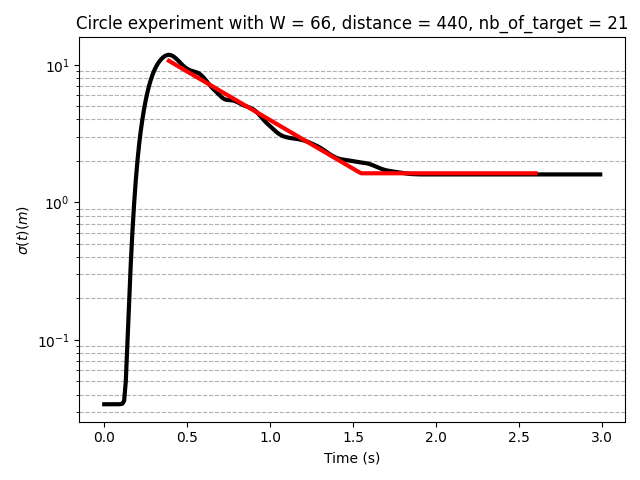 Circle experiment with W = 66, distance = 440, nb_of_target = 21
10¹
10⁰
10⁻¹
σ(t)(m)
0.0 0.5 1.0 1.5 2.0 2.5 3.0
Time (s)